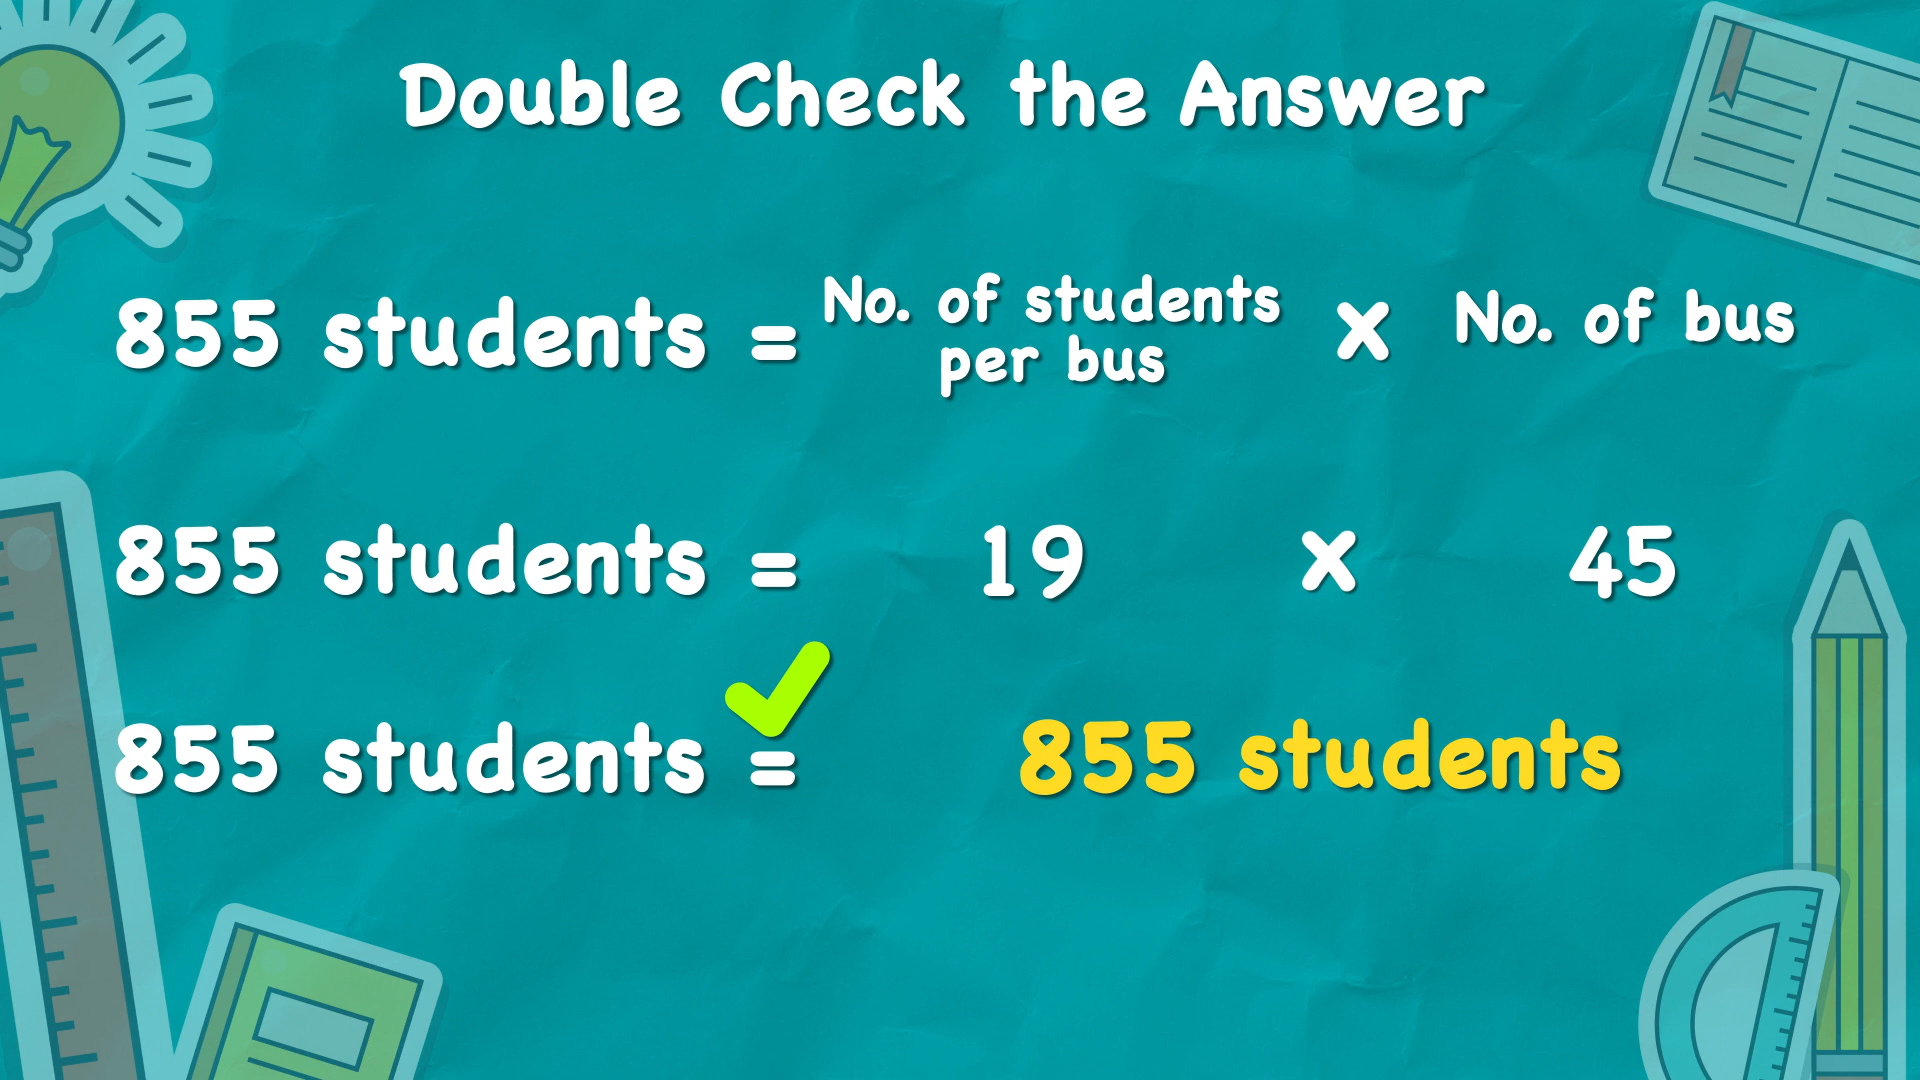 Double Check the Answer
855 students = No. of students per bus x No. of bus
855 students = 19 x 45
855 students = 855 students